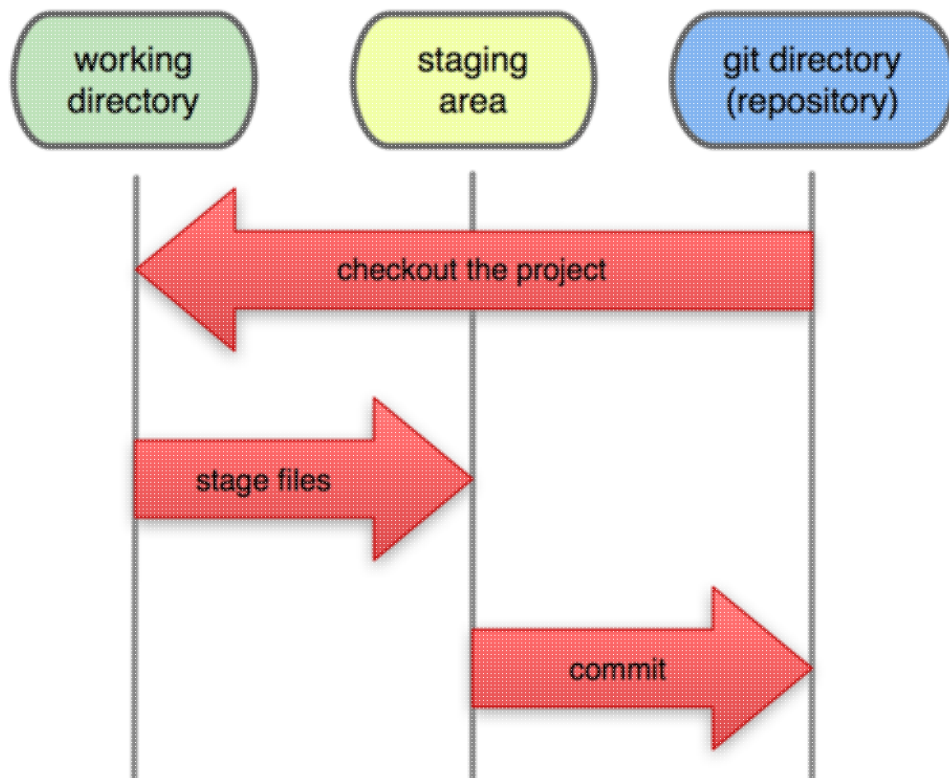 working
directory
staging
area
git directory
(repository)
checkout the project
stage files
commit